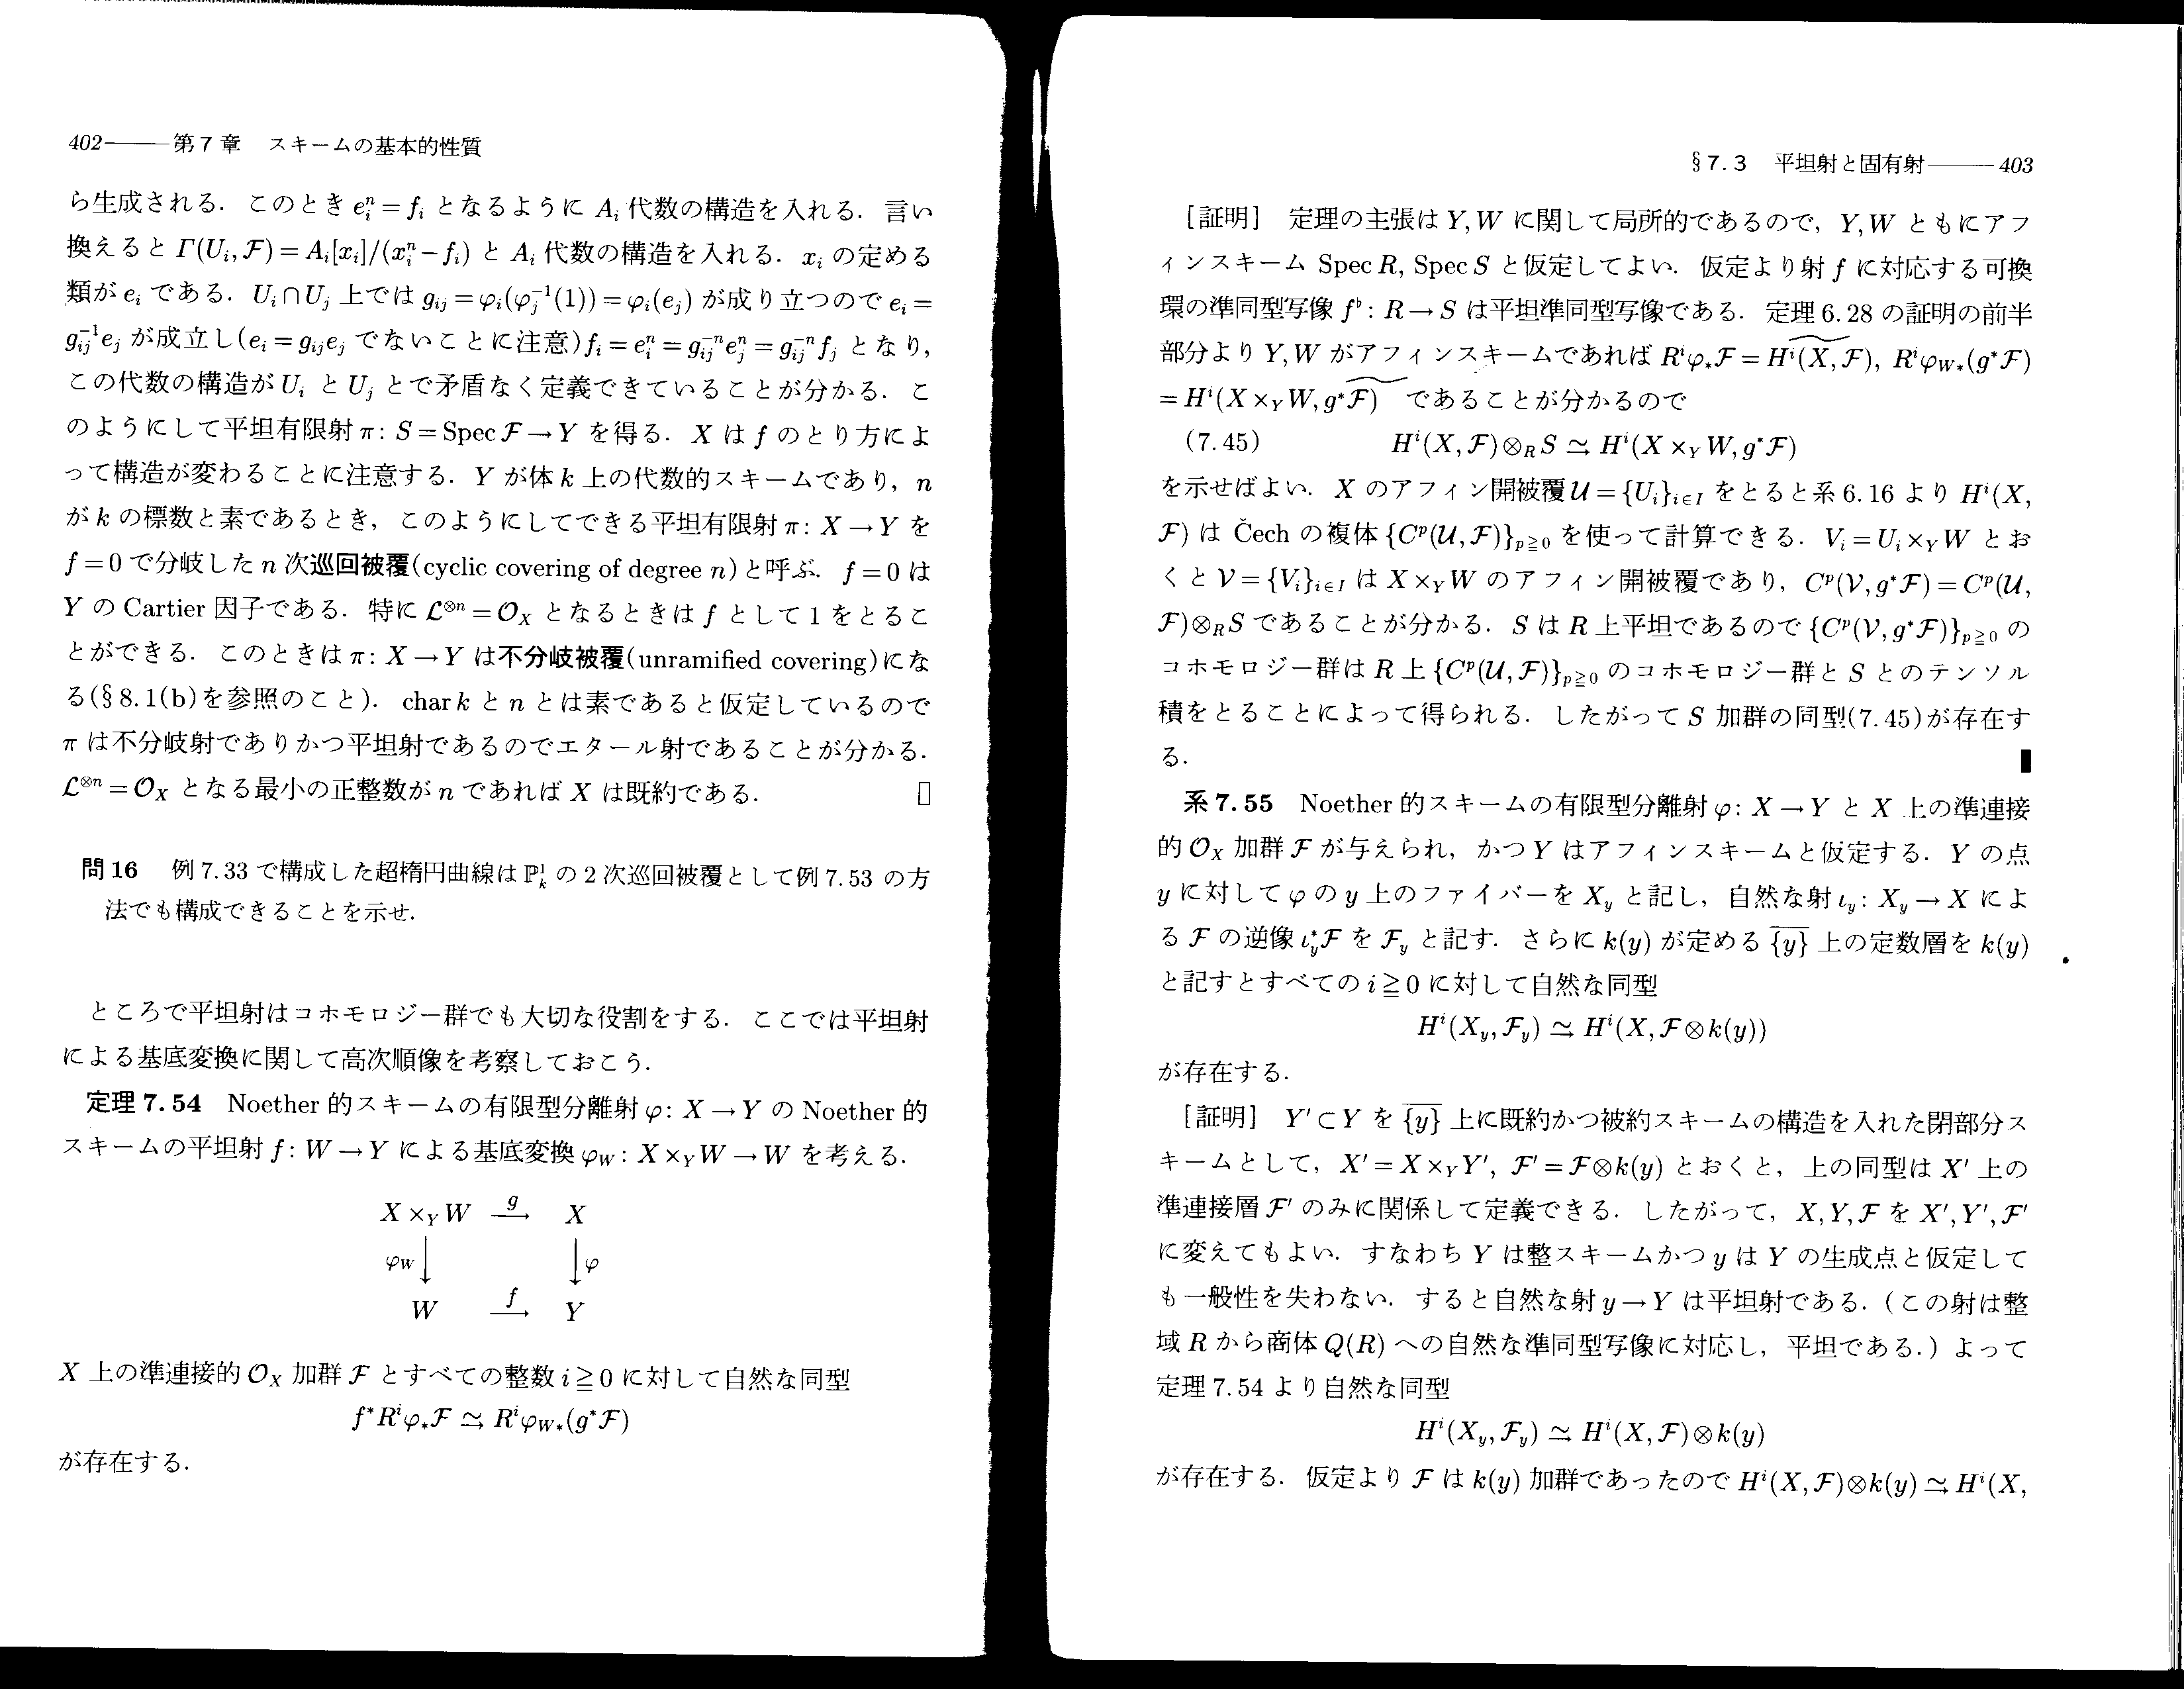 402——第7章 スキームの基本的性質
ら生成される．このとき $e_i^n = f_i$ となるように $A_i$ 代数の構造を入れる．言い
換えると $\Gamma(U_i, \mathcal{F}) = A_i[x_i]/(x_i^n - f_i)$ と $A_i$ 代数の構造を入れる．$x_i$ の定める
類が $e_i$ である．$U_i \cap U_j$ 上では $g_{ij} = \varphi_i(\varphi_j^{-1}(1)) = \varphi_i(e_j)$ が成り立つので $e_i =$
$g_{ij}^{-1}e_j$ が成立し($e_i = g_{ij}e_j$ でないことに注意)$f_i = e_i^n = g_{ij}^{-n}e_j^n = g_{ij}^{-n}f_j$ となり，
この代数の構造が $U_i$ と $U_j$ とで矛盾なく定義できていることが分かる．こ
のようにして平坦有限射 $\pi: S = \mathrm{Spec}\,\mathcal{F} \to Y$ を得る．$X$ は $f$ のとり方によ
って構造が変わることに注意する．$Y$ が体 $k$ 上の代数的スキームであり，$n$
が $k$ の標数と素であるとき，このようにしてできる平坦有限射 $\pi: X \to Y$ を
$f = 0$ で分岐した $n$ 次巡回被覆(cyclic covering of degree $n$)と呼ぶ．$f = 0$ は
$Y$ の Cartier 因子である．特に $\mathcal{L}^{\otimes n} = \mathcal{O}_X$ となるときは $f$ として 1 をとるこ
とができる．このときは $\pi: X \to Y$ は不分岐被覆(unramified covering)にな
る(§8.1(b)を参照のこと)．char $k$ と $n$ とは素であると仮定しているので
$\pi$ は不分岐射でありかつ平坦射であるのでエタール射であることが分かる．
$\mathcal{L}^{\otimes n} = \mathcal{O}_X$ となる最小の正整数が $n$ であれば $X$ は既約である． □
問16 例7.33で構成した超楕円曲線は $\mathbb{P}_k^1$ の2次巡回被覆として例7.53の方
法でも構成できることを示せ．
ところで平坦射はコホモロジー群でも大切な役割をする．ここでは平坦射
による基底変換に関して高次順像を考察しておこう．
定理7.54 Noether 的スキームの有限型分離射 $\varphi: X \to Y$ の Noether 的
スキームの平坦射 $f: W \to Y$ による基底変換 $\varphi_W: X \times_Y W \to W$ を考える．
$X \times_Y W \xrightarrow{g} X$
$\varphi_W \downarrow \quad \downarrow \varphi$
$W \xrightarrow{f} Y$
$X$ 上の準連接的 $\mathcal{O}_X$ 加群 $\mathcal{F}$ とすべての整数 $i \geqq 0$ に対して自然な同型
$f^*R^i\varphi_*\mathcal{F} \simeq R^i\varphi_{W*}(g^*\mathcal{F})$
が存在する．
§7.3 平坦射と固有射——403
［証明］ 定理の主張は $Y, W$ に関して局所的であるので，$Y, W$ ともにアフ
ィンスキーム $\mathrm{Spec}\,R, \mathrm{Spec}\,S$ と仮定してよい．仮定より射 $f$ に対応する可換
環の準同型写像 $f^\flat: R \to S$ は平坦準同型写像である．定理6.28の証明の前半
部分より $Y, W$ がアフィンスキームであれば $R^i\varphi_*\mathcal{F} = \widetilde{H^i(X, \mathcal{F})}$, $R^i\varphi_{W*}(g^*\mathcal{F})$
$= \widetilde{H^i(X \times_Y W, g^*\mathcal{F})}$ であることが分かるので
(7.45) $H^i(X, \mathcal{F}) \otimes_R S \simeq H^i(X \times_Y W, g^*\mathcal{F})$
を示せばよい．$X$ のアフィン開被覆 $\mathcal{U} = \{U_i\}_{i \in I}$ をとると系6.16より $H^i(X,$
$\mathcal{F})$ は Čech の複体 $\{C^p(\mathcal{U}, \mathcal{F})\}_{p \geqq 0}$ を使って計算できる．$V_i = U_i \times_Y W$ とお
くと $\mathcal{V} = \{V_i\}_{i \in I}$ は $X \times_Y W$ のアフィン開被覆であり，$C^p(\mathcal{V}, g^*\mathcal{F}) = C^p(\mathcal{U},$
$\mathcal{F}) \otimes_R S$ であることが分かる．$S$ は $R$ 上平坦であるので $\{C^p(\mathcal{V}, g^*\mathcal{F})\}_{p \geqq 0}$ の
コホモロジー群は $R$ 上 $\{C^p(\mathcal{U}, \mathcal{F})\}_{p \geqq 0}$ のコホモロジー群と $S$ とのテンソル
積をとることによって得られる．したがって $S$ 加群の同型(7.45)が存在す
る． ■
系7.55 Noether 的スキームの有限型分離射 $\varphi: X \to Y$ と $X$ 上の準連接
的 $\mathcal{O}_X$ 加群 $\mathcal{F}$ が与えられ，かつ $Y$ はアフィンスキームと仮定する．$Y$ の点
$y$ に対して $\varphi$ の $y$ 上のファイバーを $X_y$ と記し，自然な射 $\iota_y: X_y \to X$ によ
る $\mathcal{F}$ の逆像 $\iota_y^*\mathcal{F}$ を $\mathcal{F}_y$ と記す．さらに $k(y)$ が定める $\overline{\{y\}}$ 上の定数層を $k(y)$
と記すとすべての $i \geqq 0$ に対して自然な同型
$H^i(X_y, \mathcal{F}_y) \simeq H^i(X, \mathcal{F} \otimes k(y))$
が存在する．
［証明］ $Y' \subset Y$ を $\overline{\{y\}}$ 上に既約かつ被約スキームの構造を入れた閉部分ス
キームとして，$X' = X \times_Y Y'$, $\mathcal{F}' = \mathcal{F} \otimes k(y)$ とおくと，上の同型は $X'$ 上の
準連接層 $\mathcal{F}'$ のみに関係して定義できる．したがって，$X, Y, \mathcal{F}$ を $X', Y', \mathcal{F}'$
に変えてもよい．すなわち $Y$ は整スキームかつ $y$ は $Y$ の生成点と仮定して
も一般性を失わない．すると自然な射 $y \to Y$ は平坦射である．(この射は整
域 $R$ から商体 $Q(R)$ への自然な準同型写像に対応し，平坦である．) よって
定理7.54より自然な同型
$H^i(X_y, \mathcal{F}_y) \simeq H^i(X, \mathcal{F}) \otimes k(y)$
が存在する．仮定より $\mathcal{F}$ は $k(y)$ 加群であったので $H^i(X, \mathcal{F}) \otimes k(y) \simeq H^i(X,$